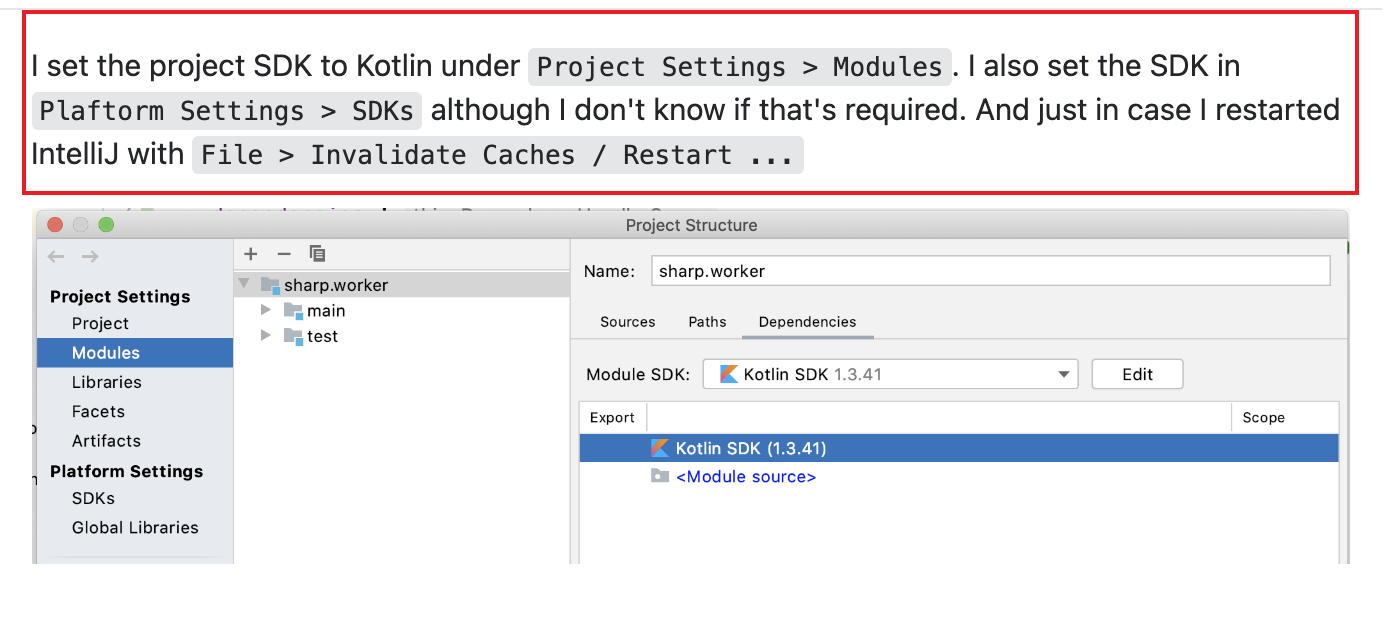 I set the project SDK to Kotlin under Project Settings > Modules. I also set the SDK in
Plaftorm Settings > SDKs although I don't know if that's required. And just in case I restarted
IntelliJ with File > Invalidate Caches / Restart ...
Project Structure
Project Settings
Project
Modules
Libraries
Facets
Artifacts
Platform Settings
SDKs
Global Libraries
sharp.worker
main
test
Name: sharp.worker
Sources Paths Dependencies
Module SDK: Kotlin SDK 1.3.41 Edit
Export Scope
Kotlin SDK (1.3.41)
<Module source>